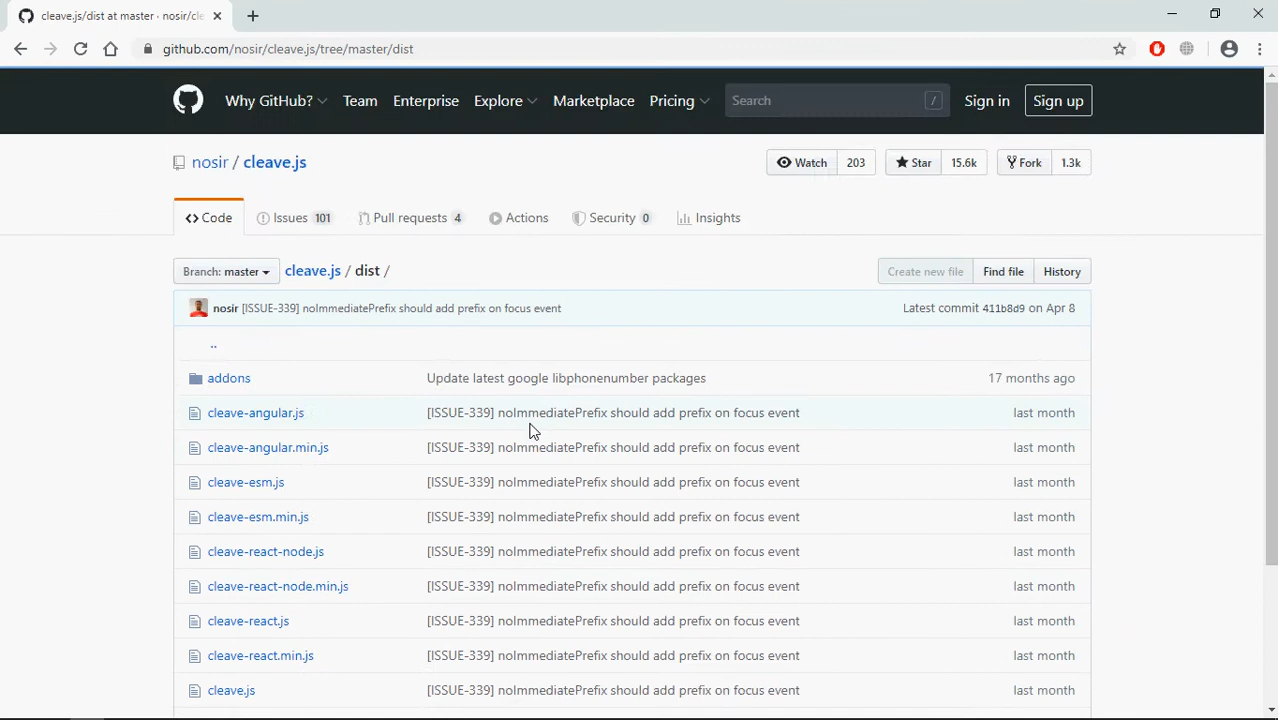 cleave.js/dist at master · nosir/cle
github.com/nosir/cleave.js/tree/master/dist
Why GitHub? Team Enterprise Explore Marketplace Pricing Search / Sign in Sign up
nosir / cleave.js Watch 203 Star 15.6k Fork 1.3k
Code Issues 101 Pull requests 4 Actions Security 0 Insights
Branch: master cleave.js / dist / Create new file Find file History
nosir [ISSUE-339] noImmediatePrefix should add prefix on focus event Latest commit 411b8d9 on Apr 8
..
addons Update latest google libphonenumber packages 17 months ago
cleave-angular.js [ISSUE-339] noImmediatePrefix should add prefix on focus event last month
cleave-angular.min.js [ISSUE-339] noImmediatePrefix should add prefix on focus event last month
cleave-esm.js [ISSUE-339] noImmediatePrefix should add prefix on focus event last month
cleave-esm.min.js [ISSUE-339] noImmediatePrefix should add prefix on focus event last month
cleave-react-node.js [ISSUE-339] noImmediatePrefix should add prefix on focus event last month
cleave-react-node.min.js [ISSUE-339] noImmediatePrefix should add prefix on focus event last month
cleave-react.js [ISSUE-339] noImmediatePrefix should add prefix on focus event last month
cleave-react.min.js [ISSUE-339] noImmediatePrefix should add prefix on focus event last month
cleave.js [ISSUE-339] noImmediatePrefix should add prefix on focus event last month